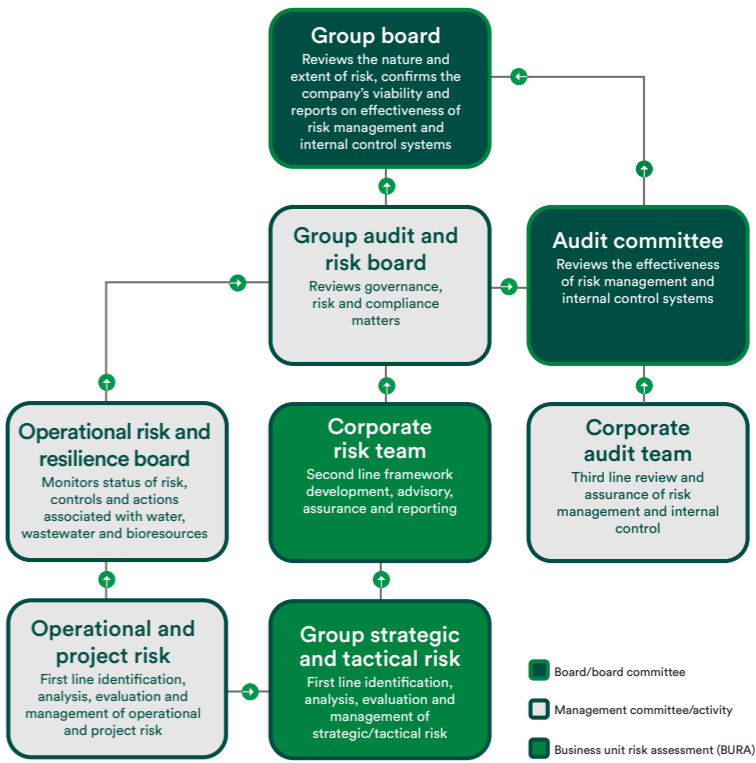 Group board
Reviews the nature and
extent of risk, confirms the
company's viability and
reports on effectiveness of
risk management and
internal control systems
Group audit and
risk board
Reviews governance,
risk and compliance
matters
Audit committee
Reviews the effectiveness
of risk management and
internal control systems
Operational risk and
resilience board
Monitors status of risk,
controls and actions
associated with water,
wastewater and bioresources
Corporate
risk team
Second line framework
development, advisory,
assurance and reporting
Corporate
audit team
Third line review and
assurance of risk
management and internal
control
Operational and
project risk
First line identification,
analysis, evaluation and
management of operational
and project risk
Group strategic
and tactical risk
First line identification,
analysis, evaluation and
management of
strategic/tactical risk
Board/board committee
Management committee/activity
Business unit risk assessment (BURA)